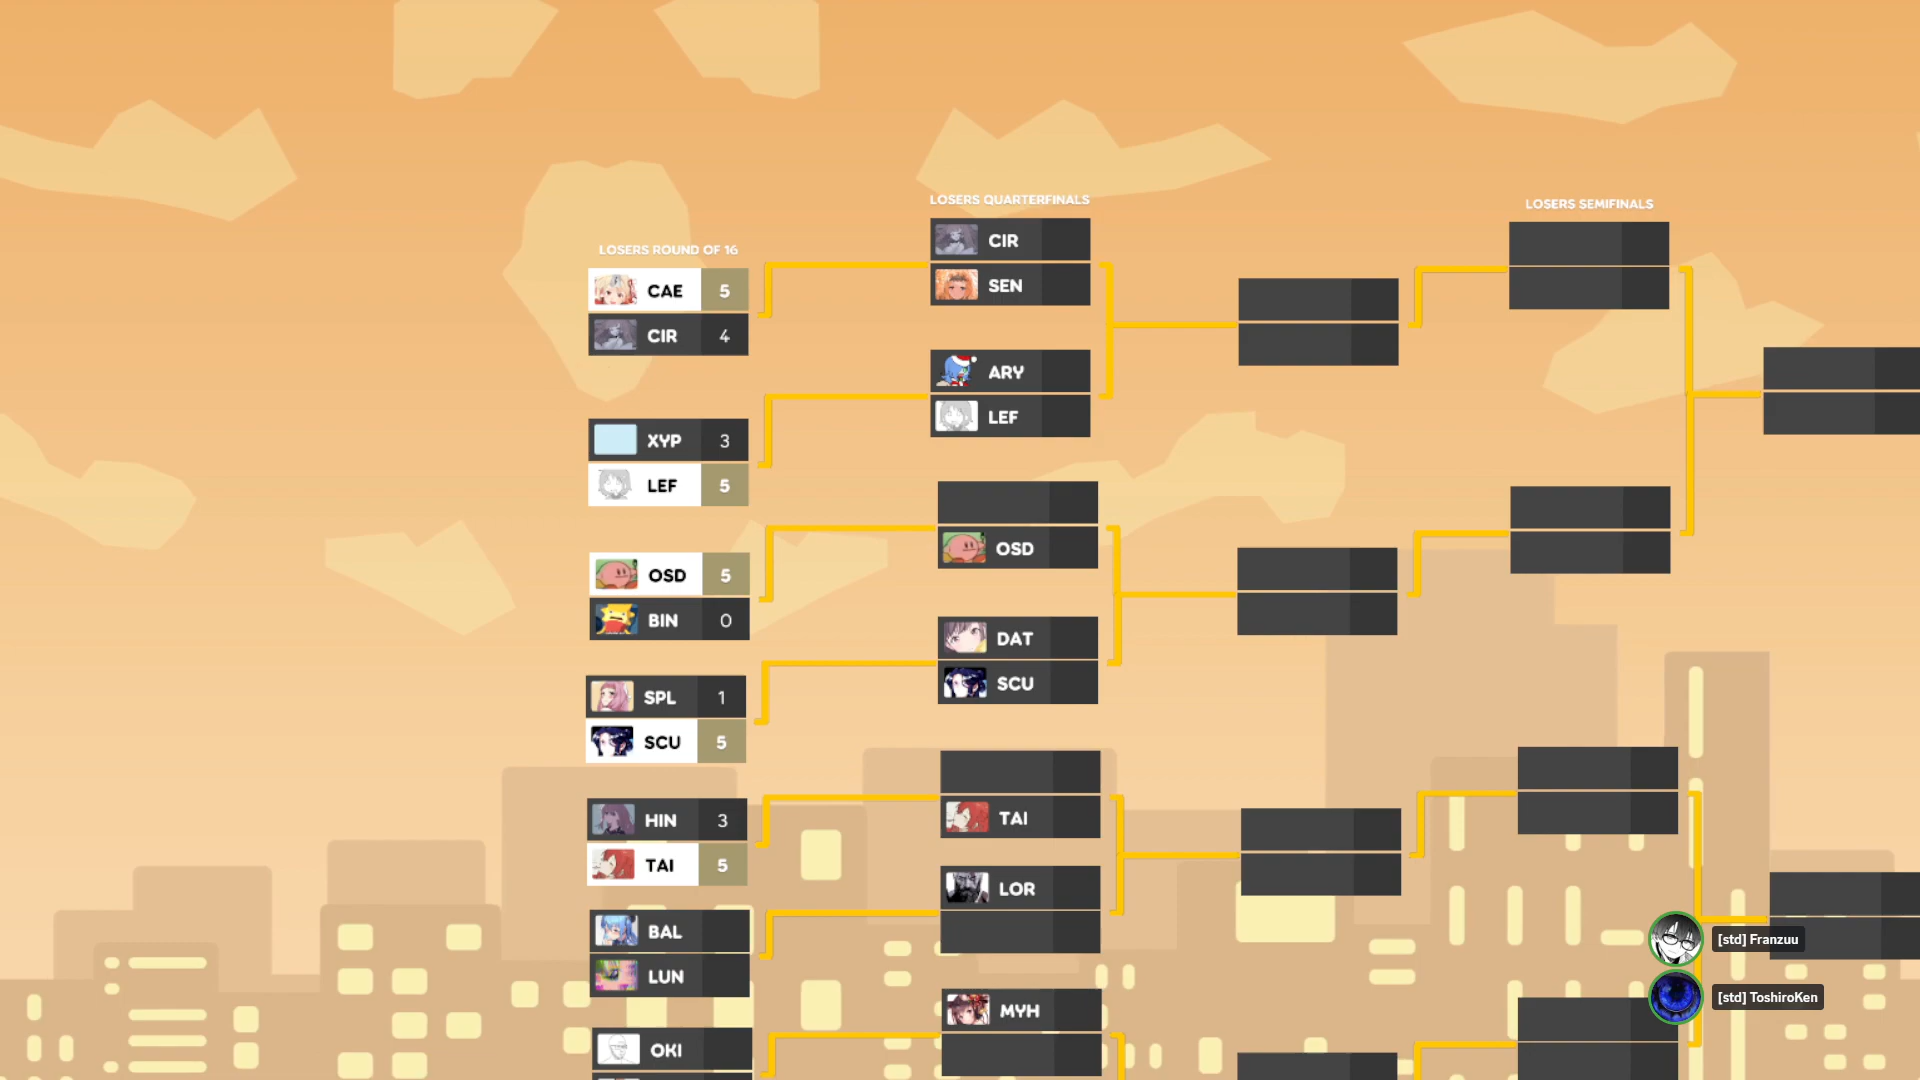 LOSERS ROUND OF 16
CAE 5
CIR 4
XYP 3
LEF 5
OSD 5
BIN 0
SPL 1
SCU 5
HIN 3
TAI 5
BAL
LUN
OKI
LOSERS QUARTERFINALS
CIR
SEN
ARY
LEF
OSD
DAT
SCU
TAI
LOR
MYH
LOSERS SEMIFINALS
[std] Franzuu
[std] ToshiroKen